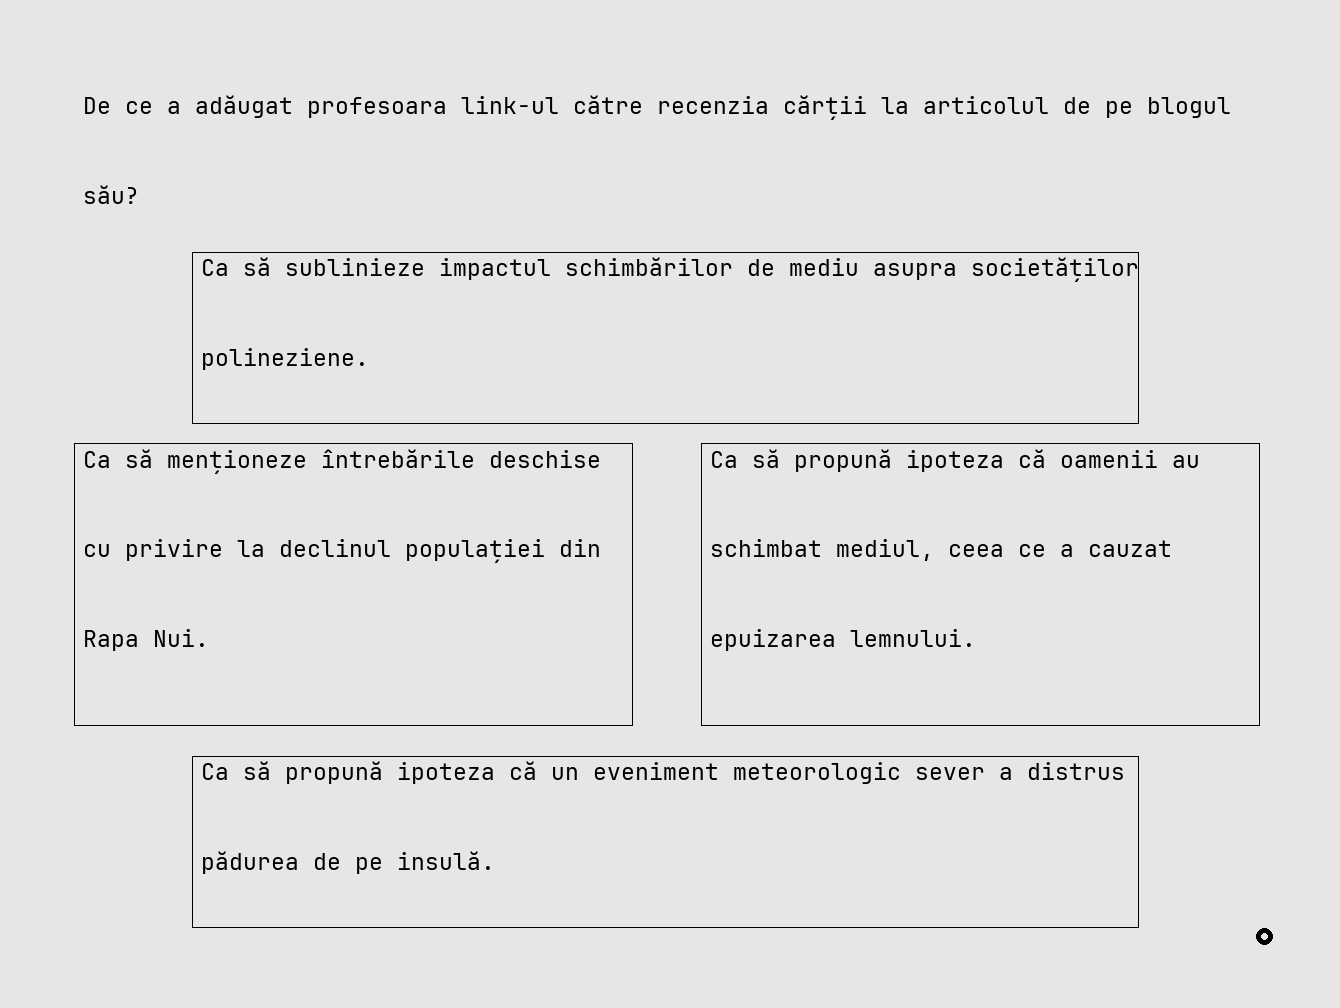 De ce a adăugat profesoara link-ul către recenzia cărții la articolul de pe blogul
său?
Ca să sublinieze impactul schimbărilor de mediu asupra societăților
polineziene.
Ca să menționeze întrebările deschise
cu privire la declinul populației din
Rapa Nui.
Ca să propună ipoteza că oamenii au
schimbat mediul, ceea ce a cauzat
epuizarea lemnului.
Ca să propună ipoteza că un eveniment meteorologic sever a distrus
pădurea de pe insulă.